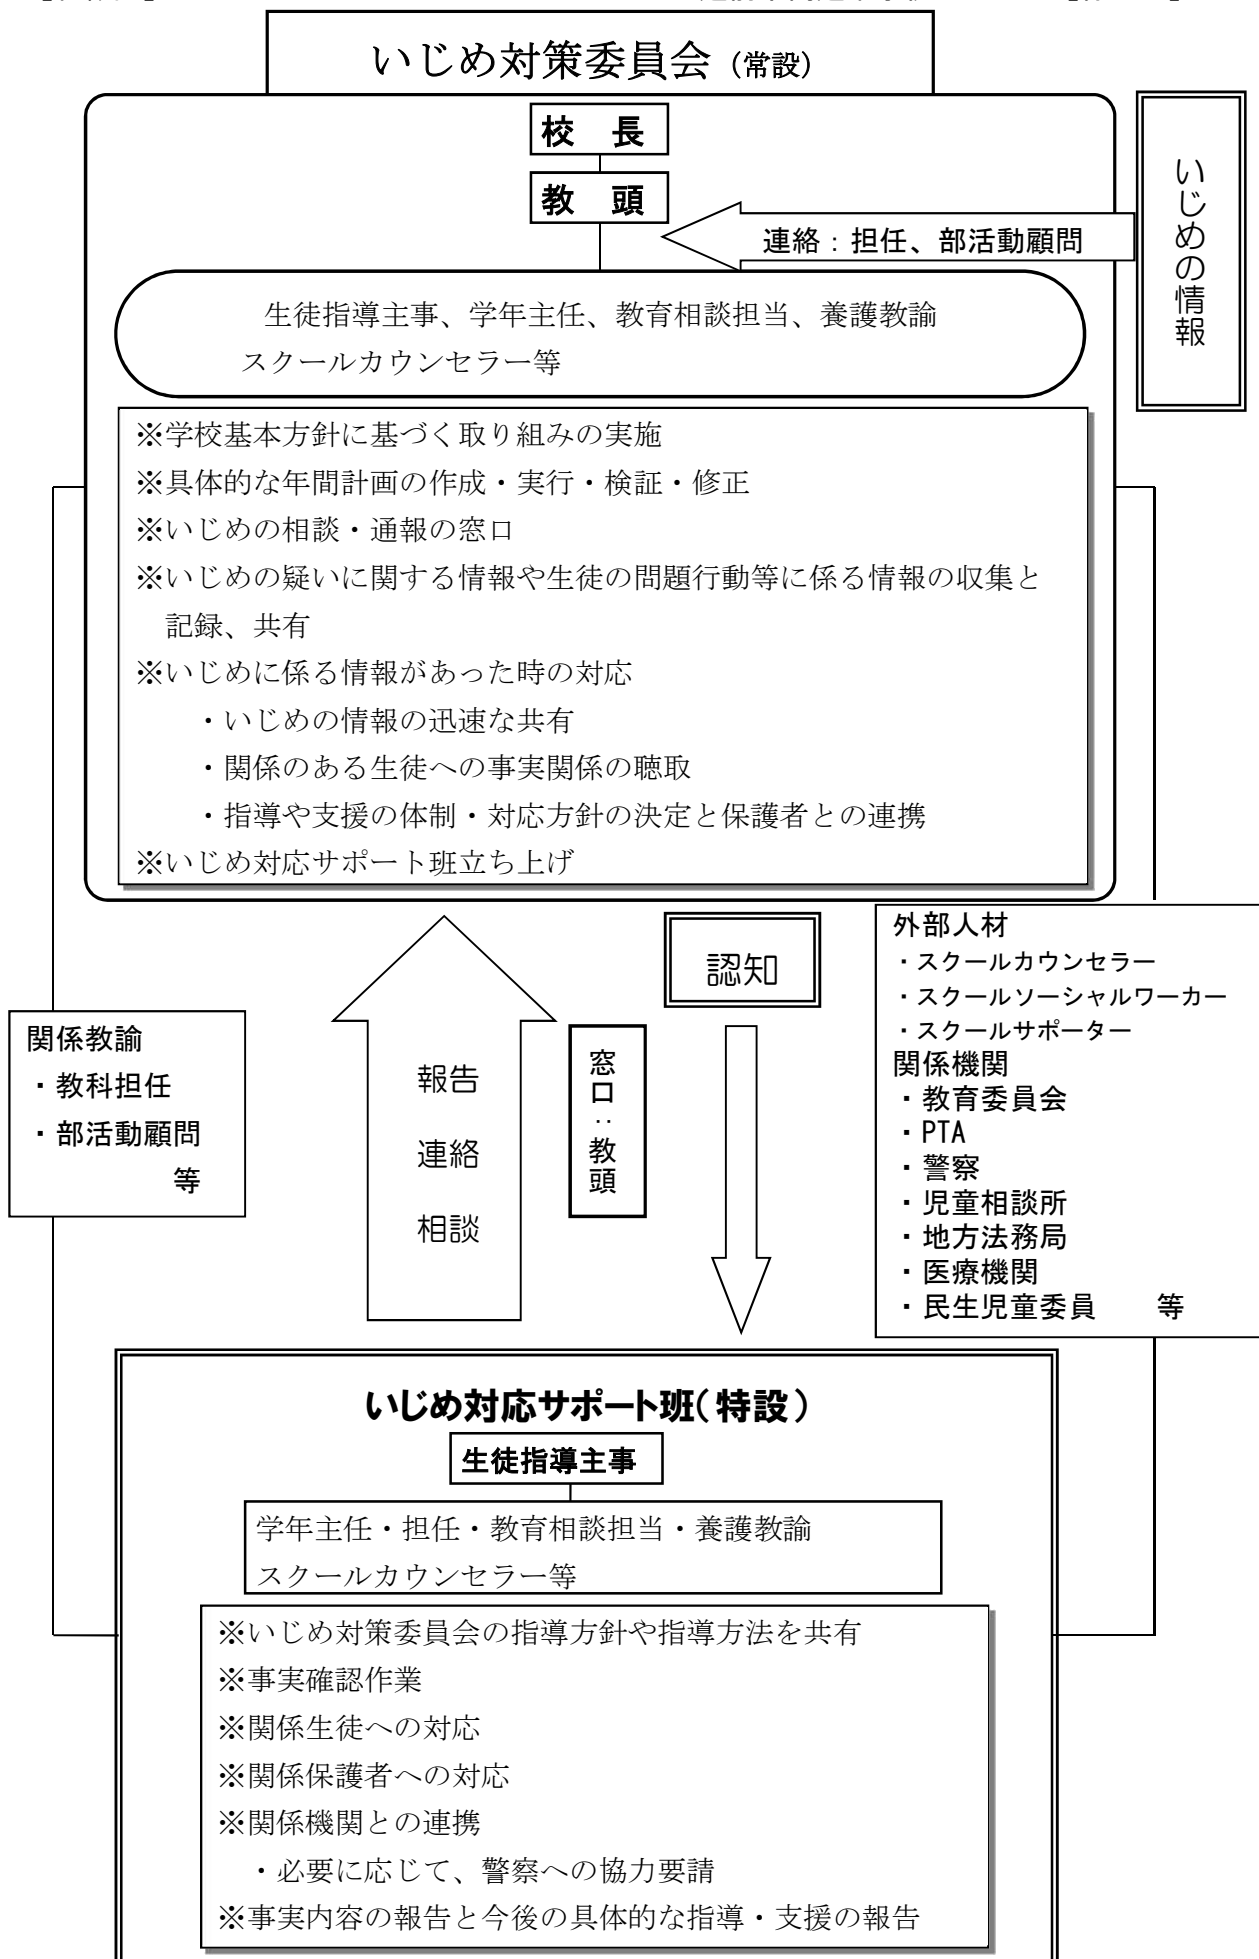 いじめ対策委員会（常設）
校　長
教　頭
連絡：担任、部活動顧問
いじめの情報
生徒指導主事、学年主任、教育相談担当、養護教諭
スクールカウンセラー等
※学校基本方針に基づく取り組みの実施
※具体的な年間計画の作成・実行・検証・修正
※いじめの相談・通報の窓口
※いじめの疑いに関する情報や生徒の問題行動等に係る情報の収集と
記録、共有
※いじめに係る情報があった時の対応
・いじめの情報の迅速な共有
・関係のある生徒への事実関係の聴取
・指導や支援の体制・対応方針の決定と保護者との連携
※いじめ対応サポート班立ち上げ
関係教諭
・教科担任
・部活動顧問
等
報告
連絡
相談
窓口：教頭
認知
外部人材
・スクールカウンセラー
・スクールソーシャルワーカー
・スクールサポーター
関係機関
・教育委員会
・PTA
・警察
・児童相談所
・地方法務局
・医療機関
・民生児童委員　　等
いじめ対応サポート班（特設）
生徒指導主事
学年主任・担任・教育相談担当・養護教諭
スクールカウンセラー等
※いじめ対策委員会の指導方針や指導方法を共有
※事実確認作業
※関係生徒への対応
※関係保護者への対応
※関係機関との連携
・必要に応じて、警察への協力要請
※事実内容の報告と今後の具体的な指導・支援の報告